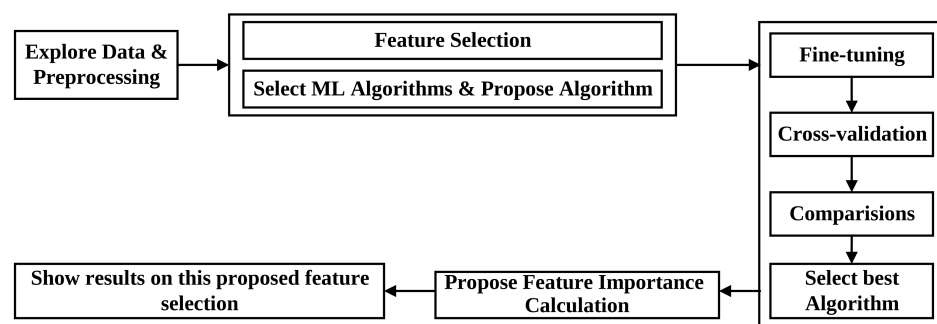 Explore Data &
Preprocessing
Feature Selection
Select ML Algorithms & Propose Algorithm
Fine-tuning
Cross-validation
Comparisions
Select best
Algorithm
Propose Feature Importance
Calculation
Show results on this proposed feature
selection